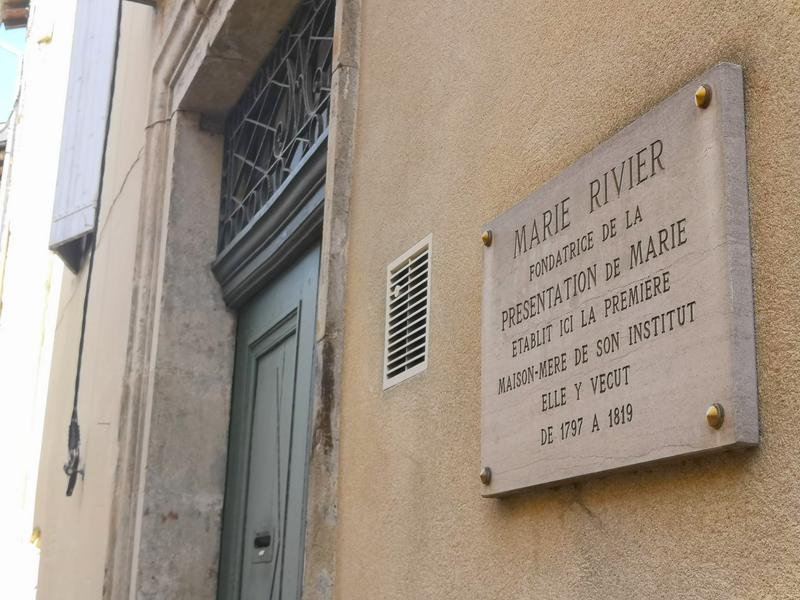 MARIE RIVIER
FONDATRICE DE LA
PRESENTATION DE MARIE
ETABLIT ICI LA PREMIERE
MAISON-MERE DE SON INSTITUT
ELLE Y VECUT
DE 1797 A 1819